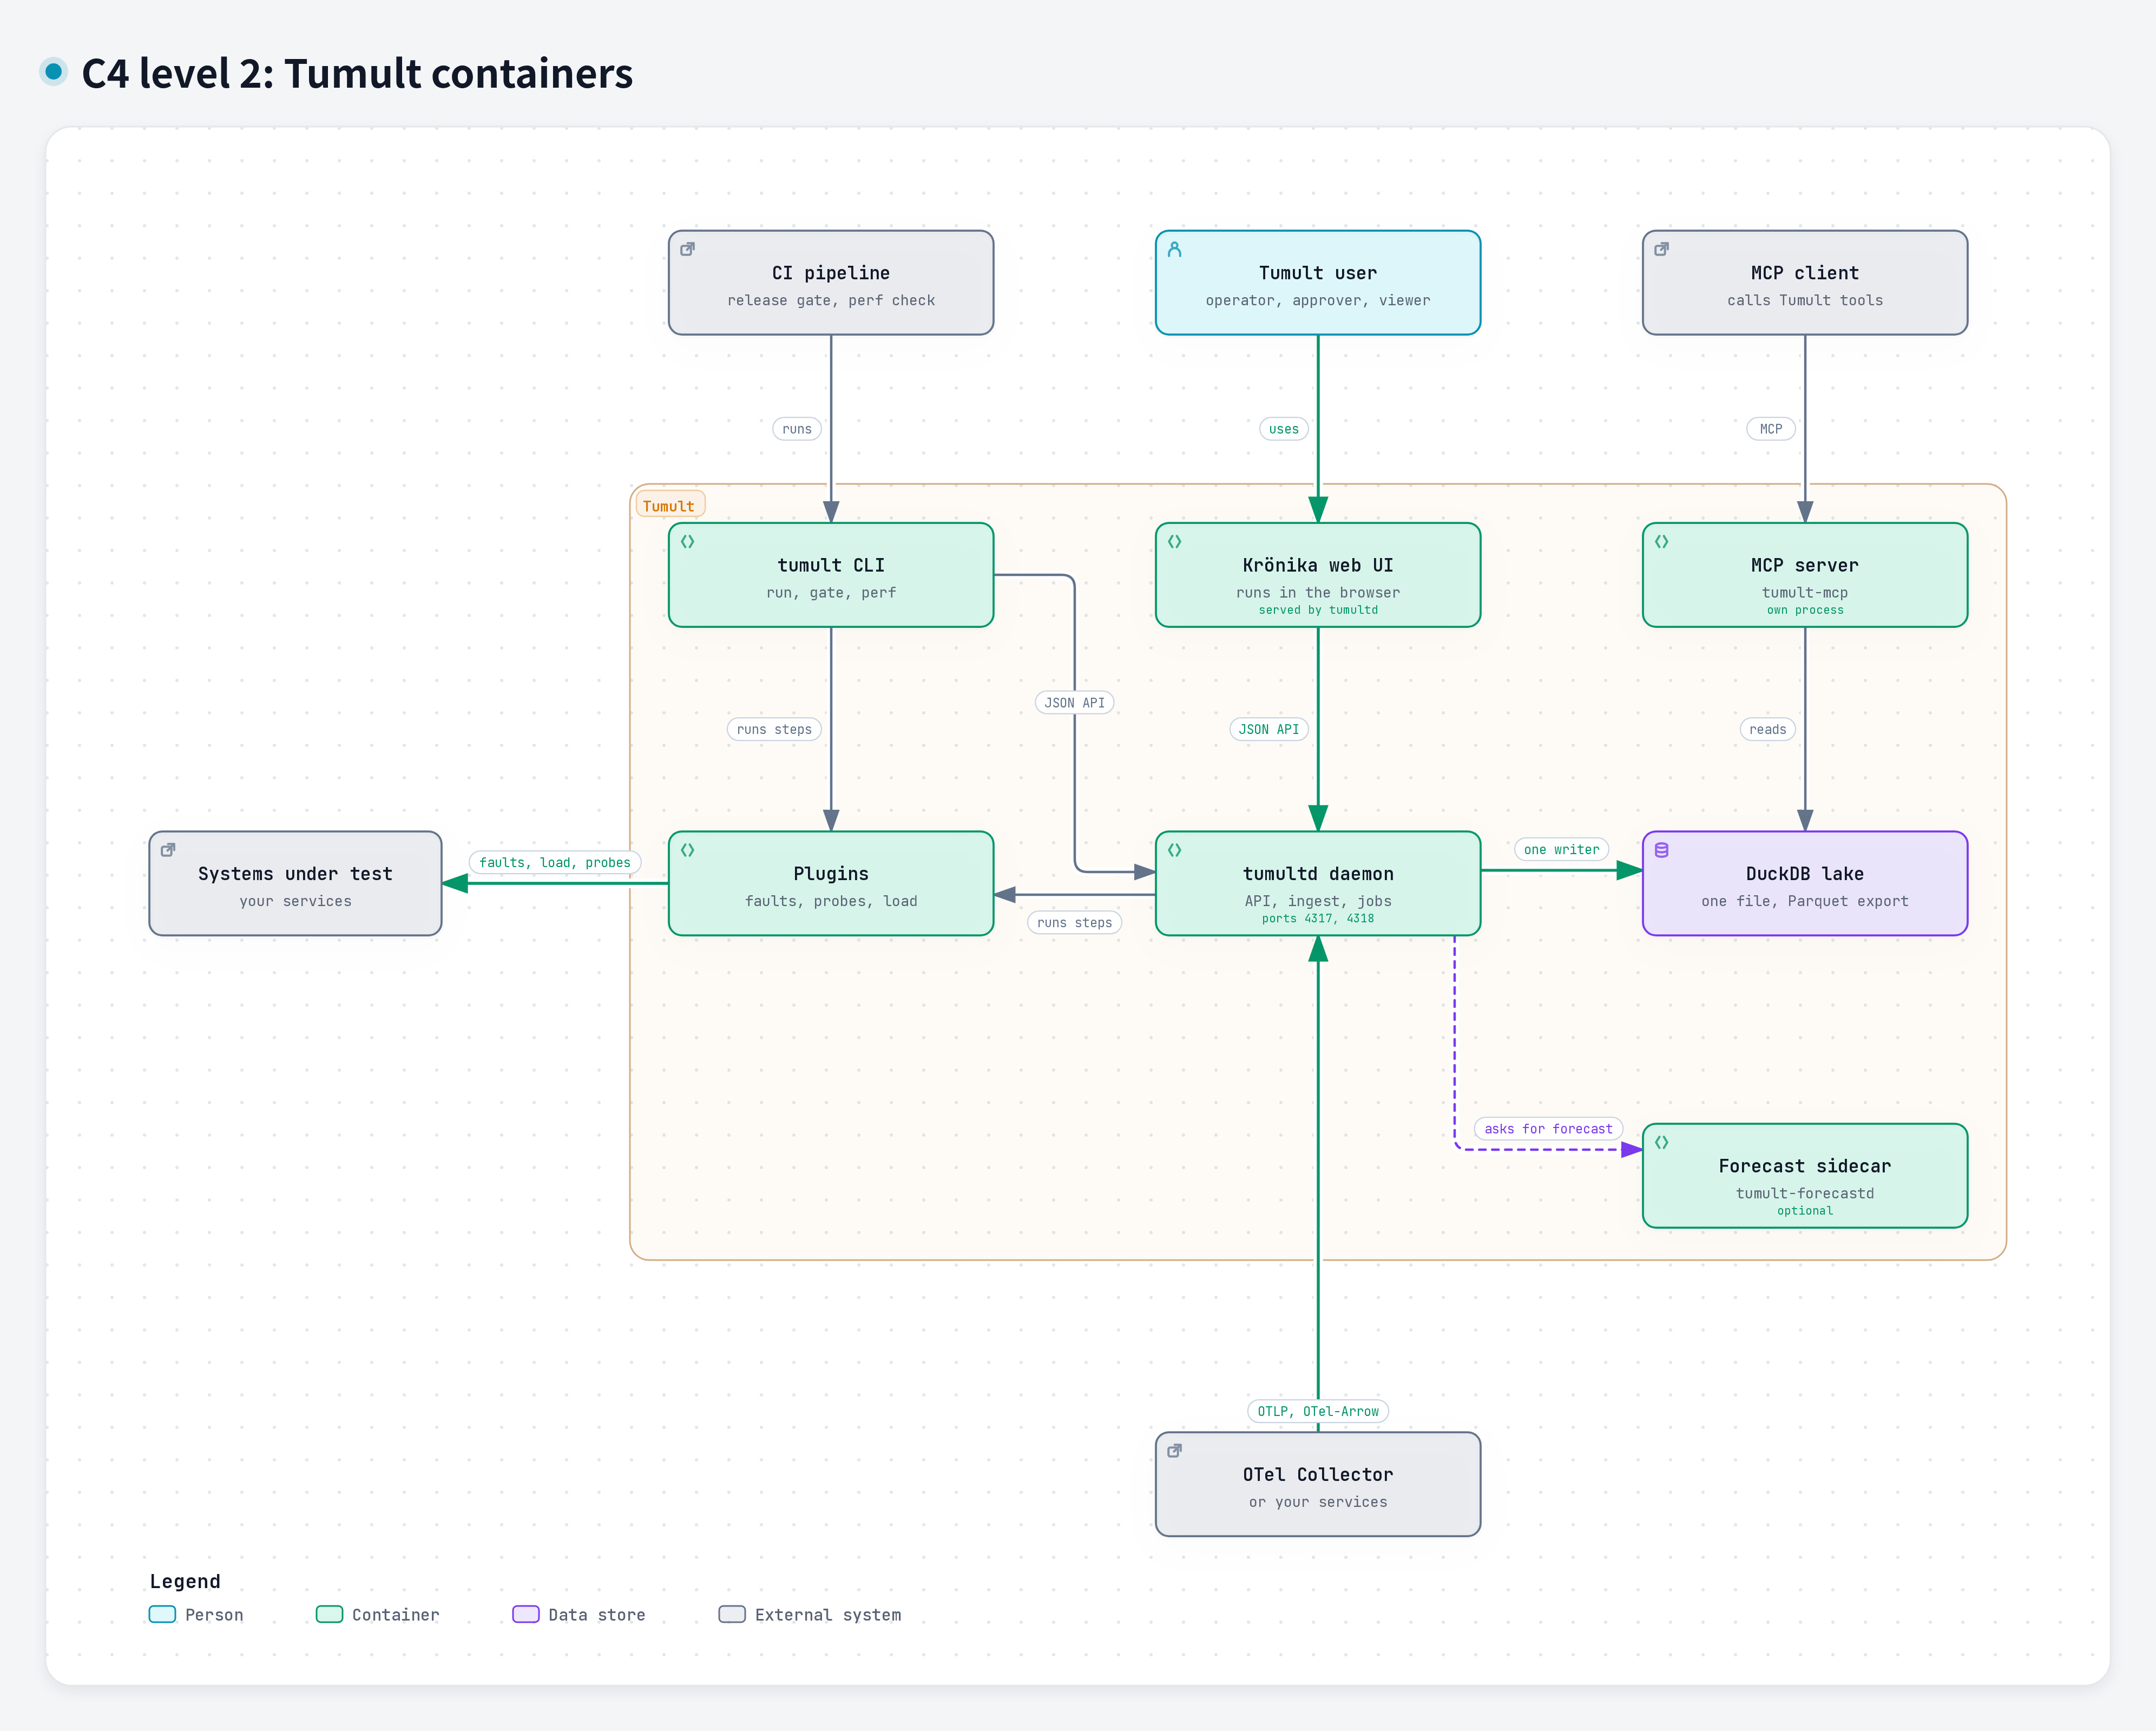 C4 level 2: Tumult containers
CI pipeline
release gate, perf check
Tumult user
operator, approver, viewer
MCP client
calls Tumult tools
runs
uses
MCP
Tumult
tumult CLI
run, gate, perf
Krönika web UI
runs in the browser
served by tumultd
MCP server
tumult-mcp
own process
JSON API
runs steps
JSON API
reads
Systems under test
your services
faults, load, probes
Plugins
faults, probes, load
runs steps
tumultd daemon
API, ingest, jobs
ports 4317, 4318
one writer
DuckDB lake
one file, Parquet export
asks for forecast
Forecast sidecar
tumult-forecastd
optional
OTLP, OTel-Arrow
OTel Collector
or your services
Legend
Person
Container
Data store
External system